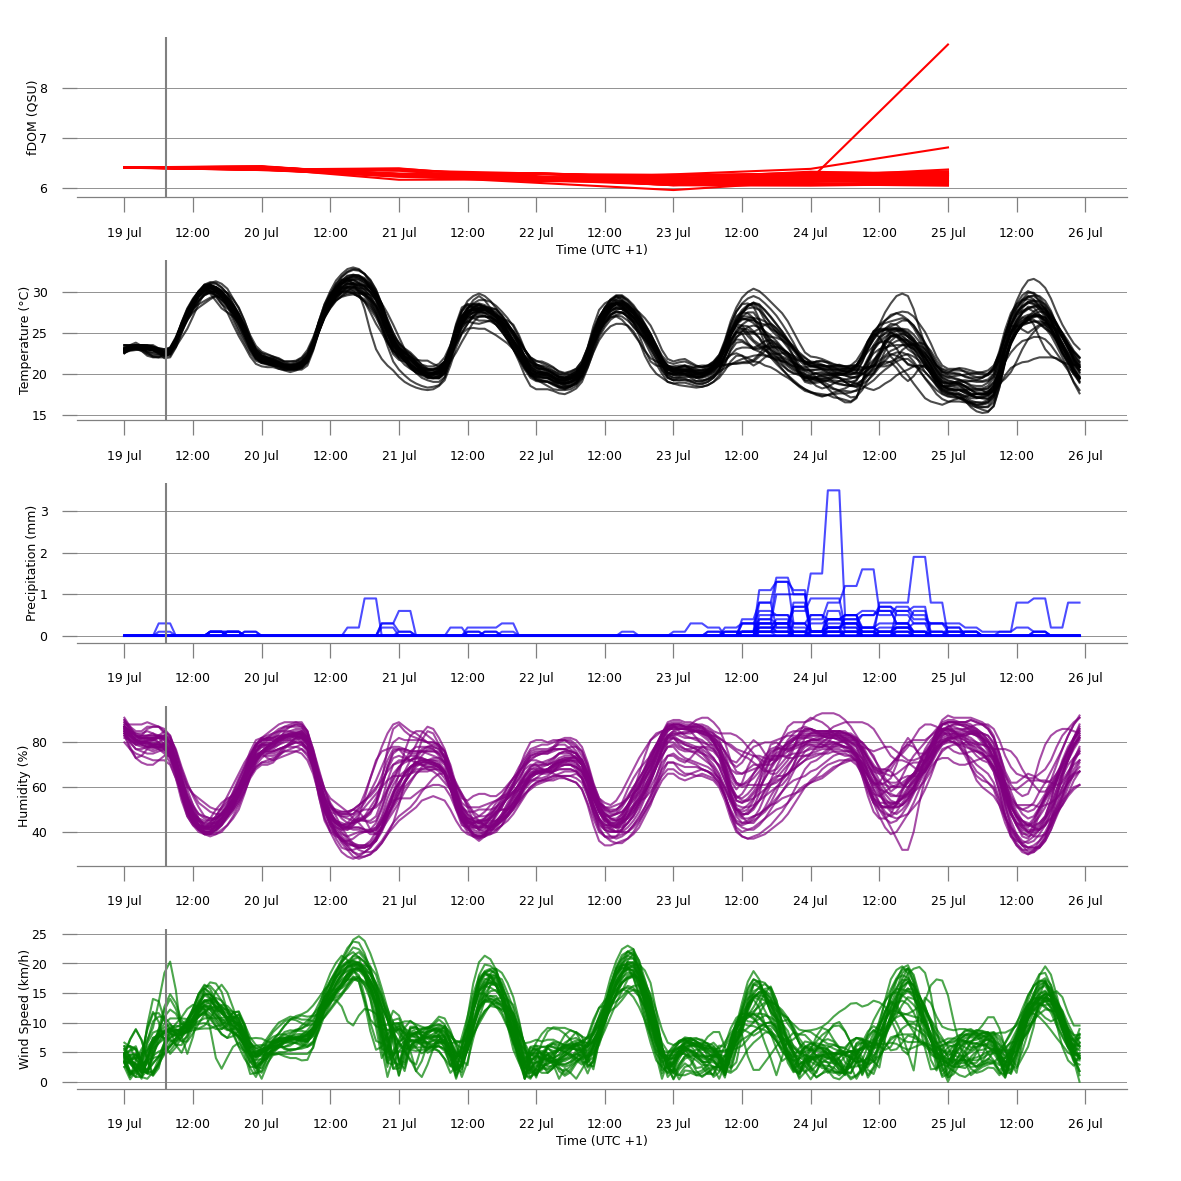 fDOM (QSU)
8
7
6
19 Jul 12:00 20 Jul 12:00 21 Jul 12:00 22 Jul 12:00 23 Jul 12:00 24 Jul 12:00 25 Jul 12:00 26 Jul
Time (UTC +1)
Temperature (°C)
30
25
20
15
19 Jul 12:00 20 Jul 12:00 21 Jul 12:00 22 Jul 12:00 23 Jul 12:00 24 Jul 12:00 25 Jul 12:00 26 Jul
Precipitation (mm)
3
2
1
0
19 Jul 12:00 20 Jul 12:00 21 Jul 12:00 22 Jul 12:00 23 Jul 12:00 24 Jul 12:00 25 Jul 12:00 26 Jul
Humidity (%)
80
60
40
19 Jul 12:00 20 Jul 12:00 21 Jul 12:00 22 Jul 12:00 23 Jul 12:00 24 Jul 12:00 25 Jul 12:00 26 Jul
Wind Speed (km/h)
25
20
15
10
5
0
19 Jul 12:00 20 Jul 12:00 21 Jul 12:00 22 Jul 12:00 23 Jul 12:00 24 Jul 12:00 25 Jul 12:00 26 Jul
Time (UTC +1)